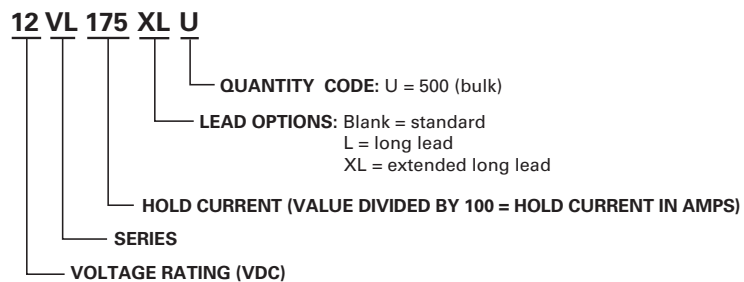 12 VL 175 XL U
QUANTITY CODE: U = 500 (bulk)
LEAD OPTIONS: Blank = standard
L = long lead
XL = extended long lead
HOLD CURRENT (VALUE DIVIDED BY 100 = HOLD CURRENT IN AMPS)
SERIES
VOLTAGE RATING (VDC)